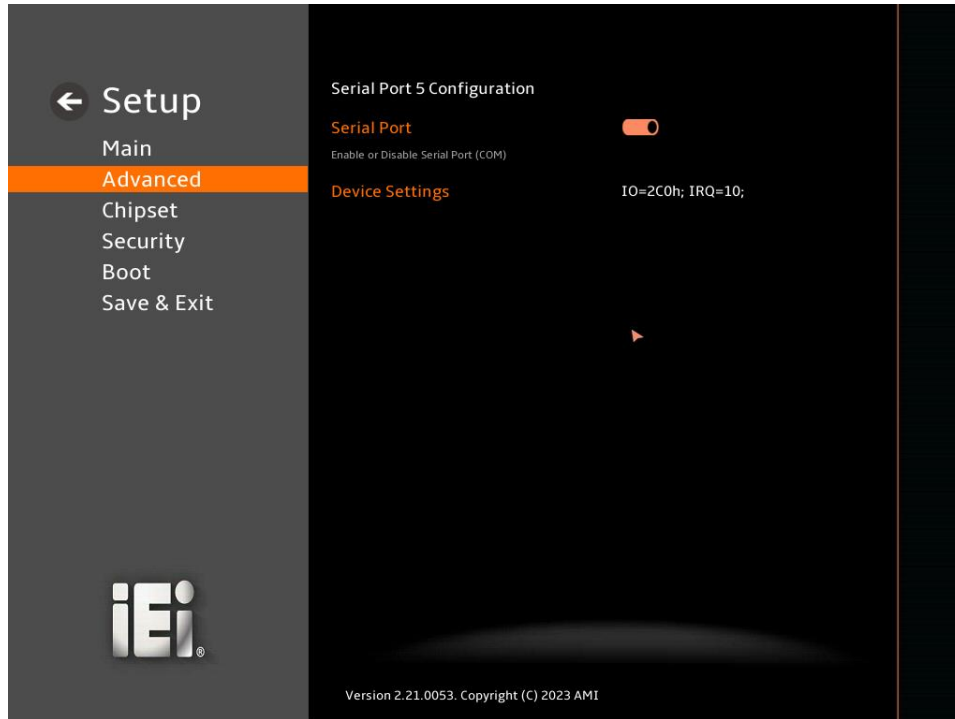 Setup
Main
Advanced
Chipset
Security
Boot
Save & Exit
iEi®
Serial Port 5 Configuration
Serial Port
Enable or Disable Serial Port (COM)
Device Settings IO=2C0h; IRQ=10;
Version 2.21.0053. Copyright (C) 2023 AMI